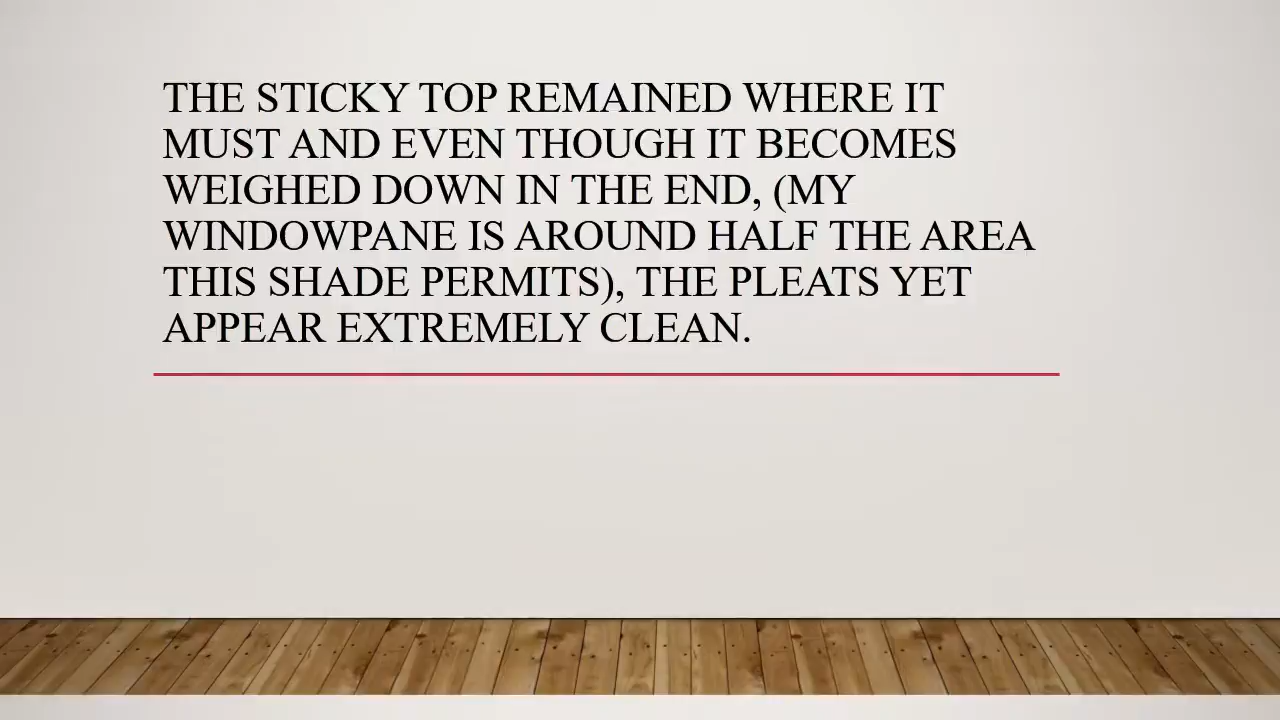 THE STICKY TOP REMAINED WHERE IT
MUST AND EVEN THOUGH IT BECOMES
WEIGHED DOWN IN THE END, (MY
WINDOWPANE IS AROUND HALF THE AREA
THIS SHADE PERMITS), THE PLEATS YET
APPEAR EXTREMELY CLEAN.